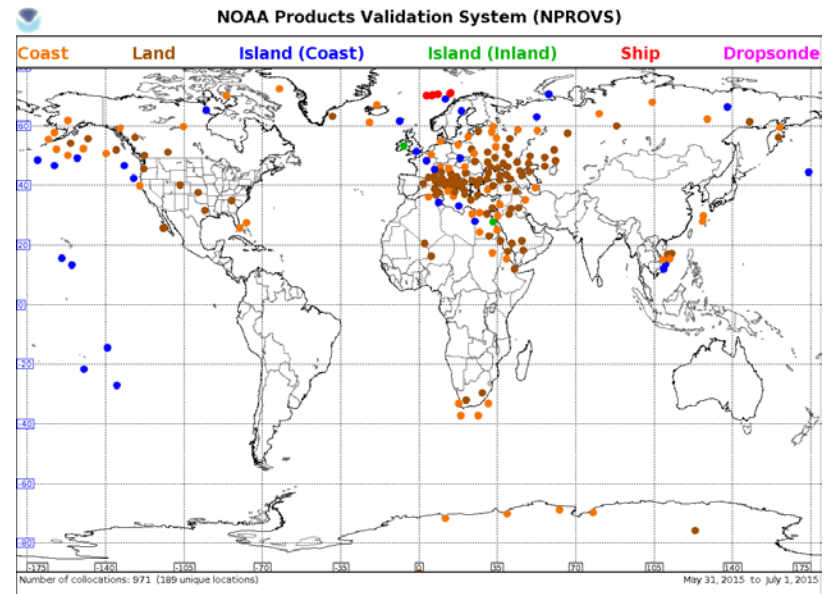 NOAA Products Validation System (NPROVS)
Coast Land Island (Coast) Island (Inland) Ship Dropsonde
60
40
20
0
-20
-40
-60
-80
-175 -140 -105 -70 -35 0 35 70 105 140 175
Number of collocations: 971 (189 unique locations) May 31, 2015 to July 1, 2015